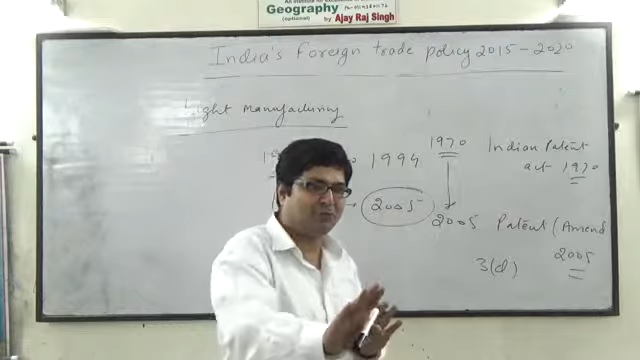 Geography
(optional) by Ajay Raj Singh
India's foreign trade policy 2015-2020
Light Manufacturing
1994
1970
Indian Patent
act 1970
2005
2005 Patent (Amend
2005
3(d)